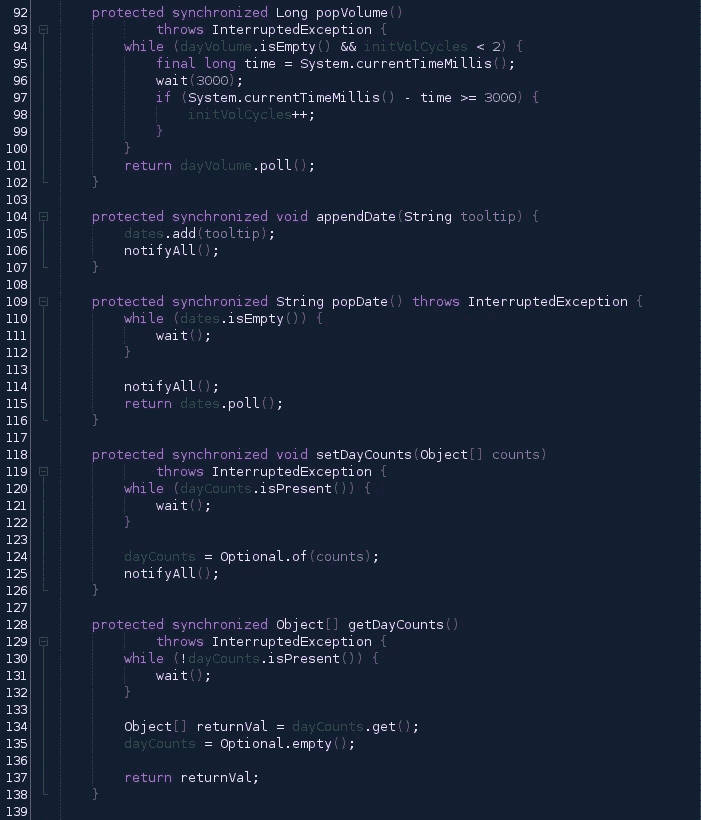 92 protected synchronized Long popVolume()
93 throws InterruptedException {
94 while (dayVolume.isEmpty() && initVolCycles < 2) {
95 final long time = System.currentTimeMillis();
96 wait(3000);
97 if (System.currentTimeMillis() - time >= 3000) {
98 initVolCycles++;
99 }
100 }
101 return dayVolume.poll();
102 }
103
104 protected synchronized void appendDate(String tooltip) {
105 dates.add(tooltip);
106 notifyAll();
107 }
108
109 protected synchronized String popDate() throws InterruptedException {
110 while (dates.isEmpty()) {
111 wait();
112 }
113
114 notifyAll();
115 return dates.poll();
116 }
117
118 protected synchronized void setDayCounts(Object[] counts)
119 throws InterruptedException {
120 while (dayCounts.isPresent()) {
121 wait();
122 }
123
124 dayCounts = Optional.of(counts);
125 notifyAll();
126 }
127
128 protected synchronized Object[] getDayCounts()
129 throws InterruptedException {
130 while (!dayCounts.isPresent()) {
131 wait();
132 }
133
134 Object[] returnVal = dayCounts.get();
135 dayCounts = Optional.empty();
136
137 return returnVal;
138 }
139